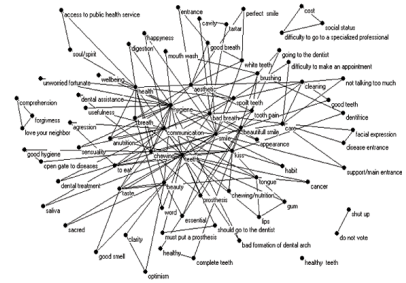 access to public health service
entrance
perfect smile
cost
cavity
tartar
social status
difficulty to go to a specialized professional
happyness
digestion
good breath
mouth wash
soul/spirit
going to the dentist
white teeth
difficulty to make an appointment
unworried fortunate
wellbeing
health
aesthetic
brushing
cleaning
not talking too much
comprehension
dental assistance
hygiene
spoilt teeth
good teeth
usefulness
bad breath
tooth pain
dentifrice
forgiveness
agression
breath
love your neighbor
communication
smile
beautifull smile
care
facial expression
anutrition
appearance
disease entrance
good hygiene
sensuality
chewing
teeth
kiss
open gate to diseases
to eat
habit
support/main entrance
dental treatment
taste
beauty
tongue
cancer
prosthesis
chewing/nutrition
gum
saliva
word
essential
lips
shut up
sacred
should go to the dentist
clarity
must put a prosthesis
do not vote
healthy
bad formation of dental arch
good smell
complete teeth
healthy teeth
optimism